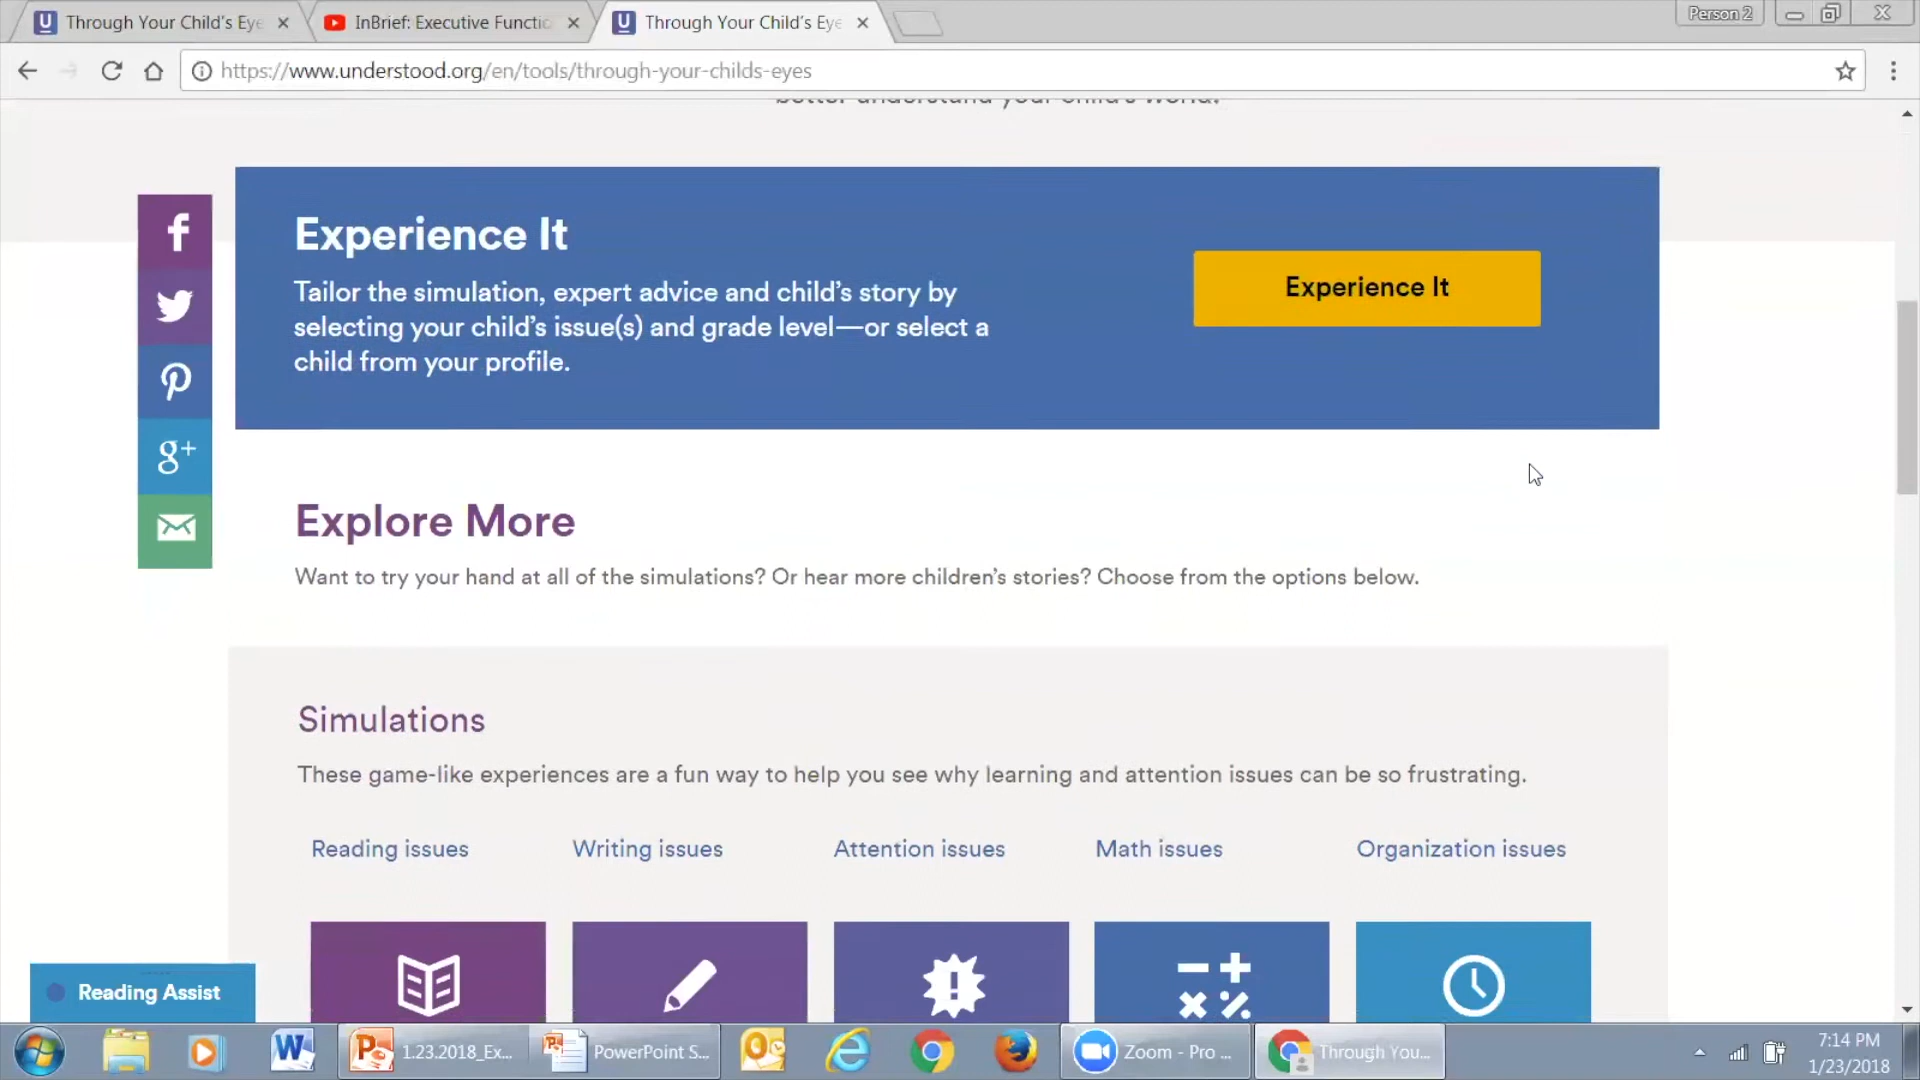 Through Your Child's Eye
InBrief: Executive Functio
Through Your Child's Eye
Person 2
https://www.understood.org/en/tools/through-your-childs-eyes
better understand your child's world.
Experience It
Tailor the simulation, expert advice and child's story by
selecting your child's issue(s) and grade level—or select a
child from your profile.
Experience It
Explore More
Want to try your hand at all of the simulations? Or hear more children's stories? Choose from the options below.
Simulations
These game-like experiences are a fun way to help you see why learning and attention issues can be so frustrating.
Reading issues
Writing issues
Attention issues
Math issues
Organization issues
Reading Assist
1.23.2018_Ex...
PowerPoint S...
Zoom - Pro ...
Through You...
7:14 PM
1/23/2018